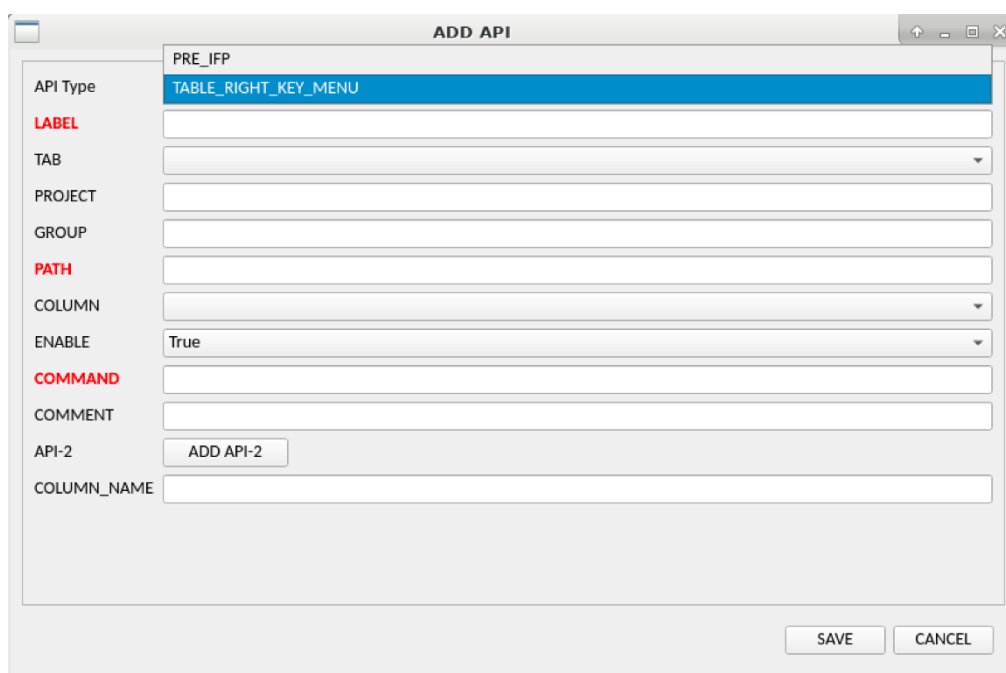 ADD API
PRE_IFP
API Type TABLE_RIGHT_KEY_MENU
LABEL
TAB
PROJECT
GROUP
PATH
COLUMN
ENABLE True
COMMAND
COMMENT
API-2 ADD API-2
COLUMN_NAME
SAVE CANCEL